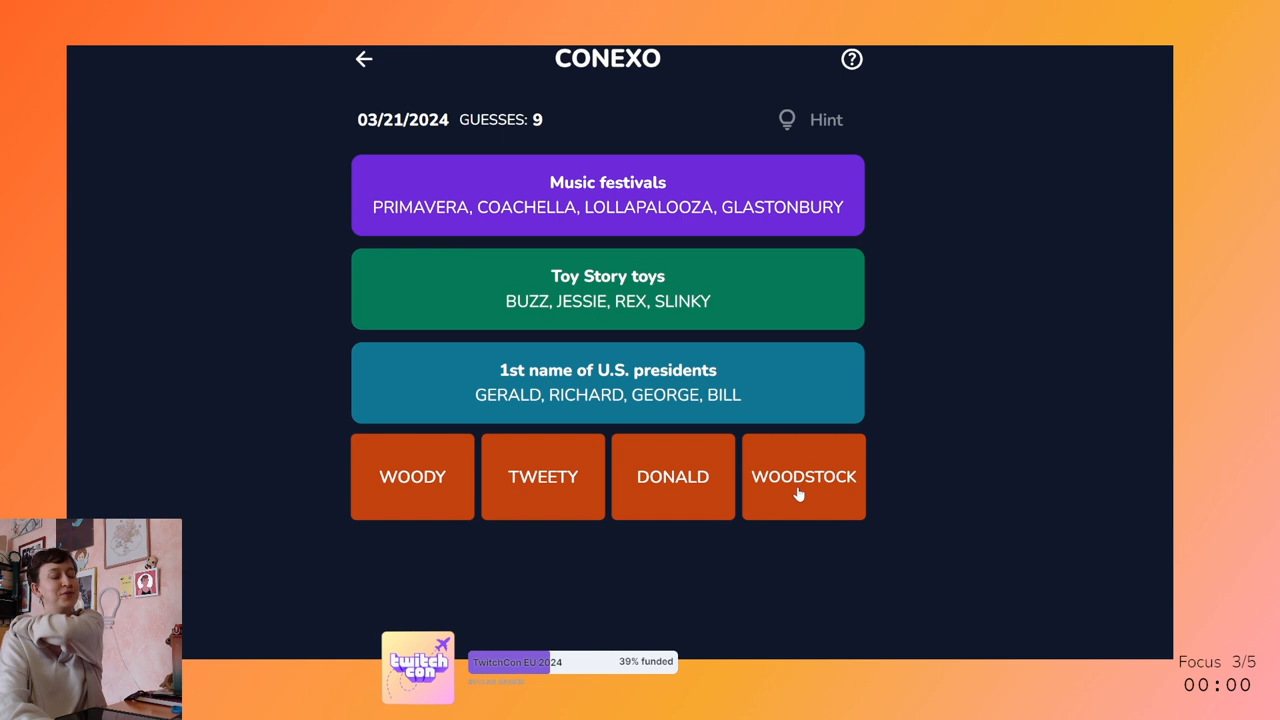 CONEXO
03/21/2024 GUESSES: 9
Hint
Music festivals
PRIMAVERA, COACHELLA, LOLLAPALOOZA, GLASTONBURY
Toy Story toys
BUZZ, JESSIE, REX, SLINKY
1st name of U.S. presidents
GERALD, RICHARD, GEORGE, BILL
WOODY TWEETY DONALD WOODSTOCK
twitch
con
TwitchCon EU 2024 39% funded
Focus 3/5
00:00